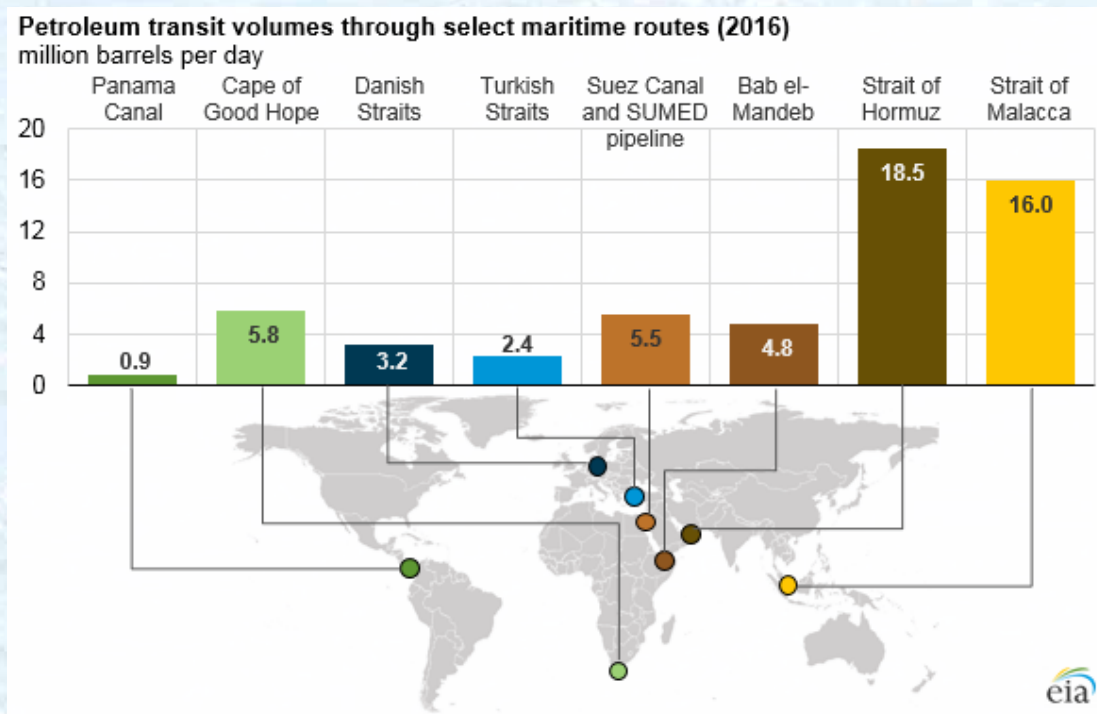 Petroleum transit volumes through select maritime routes (2016)
million barrels per day
Panama Canal
Cape of Good Hope
Danish Straits
Turkish Straits
Suez Canal and SUMED pipeline
Bab el-Mandeb
Strait of Hormuz
Strait of Malacca
20
16
12
8
4
0
0.9
5.8
3.2
2.4
5.5
4.8
18.5
16.0
eia